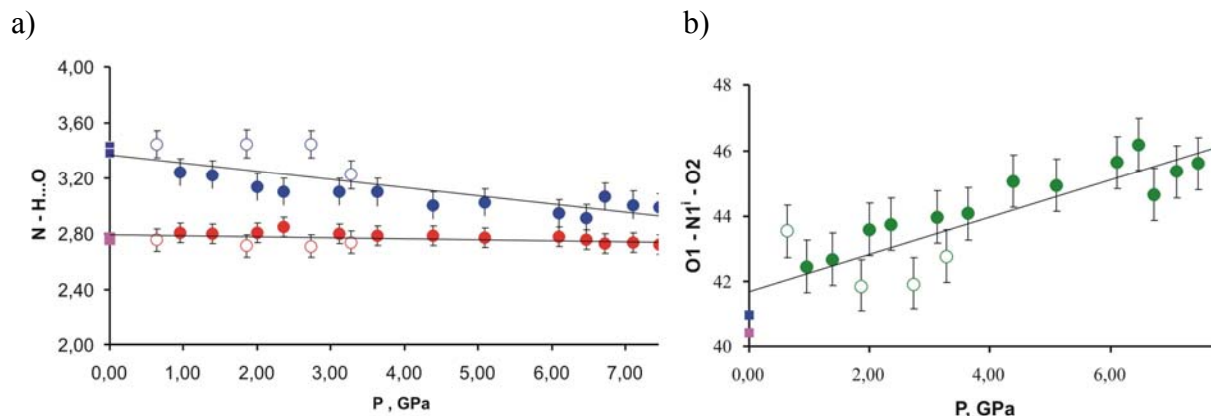 a)
b)
4,00
3,60
3,20
2,80
2,40
2,00
N - H...O
0,00 1,00 2,00 3,00 4,00 5,00 6,00 7,00
P , GPa
48
46
44
42
40
O1 - N1ⁱ - O2
0,00 2,00 4,00 6,00
P, GPa